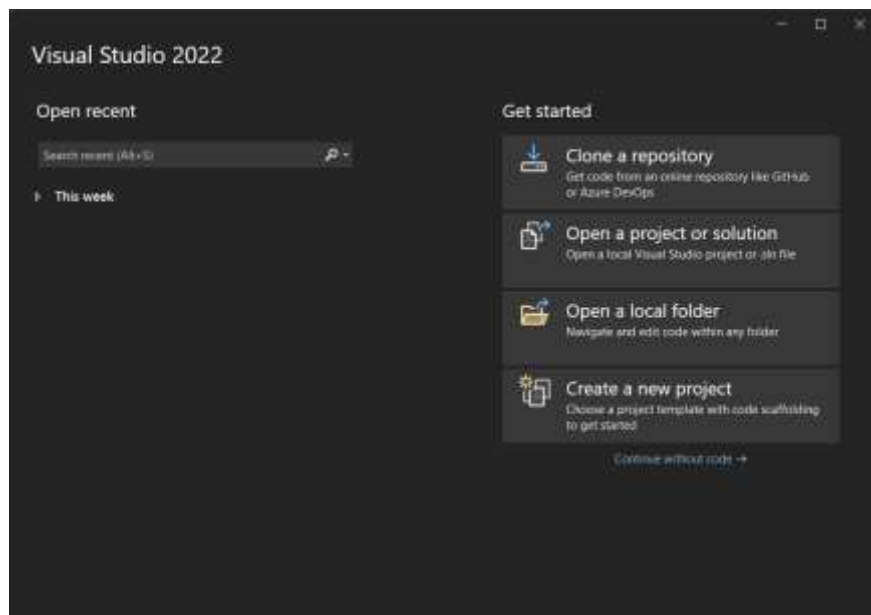 Visual Studio 2022
Open recent
Search recent (Alt+S)
This week
Get started
Clone a repository
Get code from an online repository like GitHub
or Azure DevOps
Open a project or solution
Open a local Visual Studio project or .sln file
Open a local folder
Navigate and edit code within any folder
Create a new project
Choose a project template with code scaffolding
to get started
Continue without code →